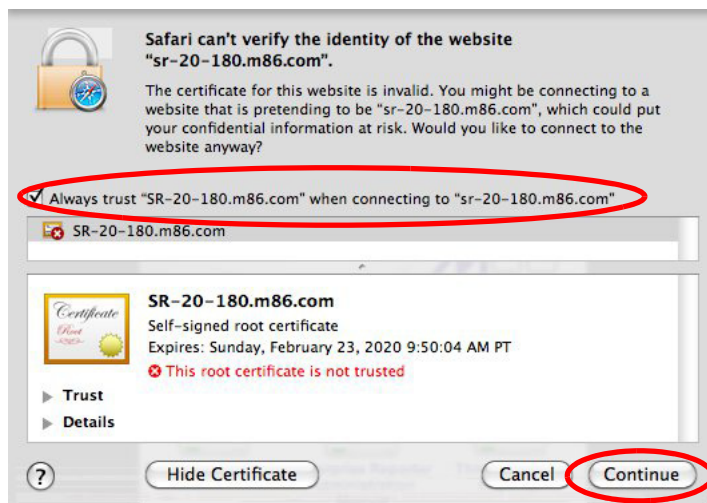 Safari can't verify the identity of the website
"sr-20-180.m86.com".
The certificate for this website is invalid. You might be connecting to a
website that is pretending to be "sr-20-180.m86.com", which could put
your confidential information at risk. Would you like to connect to the
website anyway?
Always trust "SR-20-180.m86.com" when connecting to "sr-20-180.m86.com"
SR-20-180.m86.com
Certificate
Root
SR-20-180.m86.com
Self-signed root certificate
Expires: Sunday, February 23, 2020 9:50:04 AM PT
This root certificate is not trusted
Trust
Details
? Hide Certificate Cancel Continue